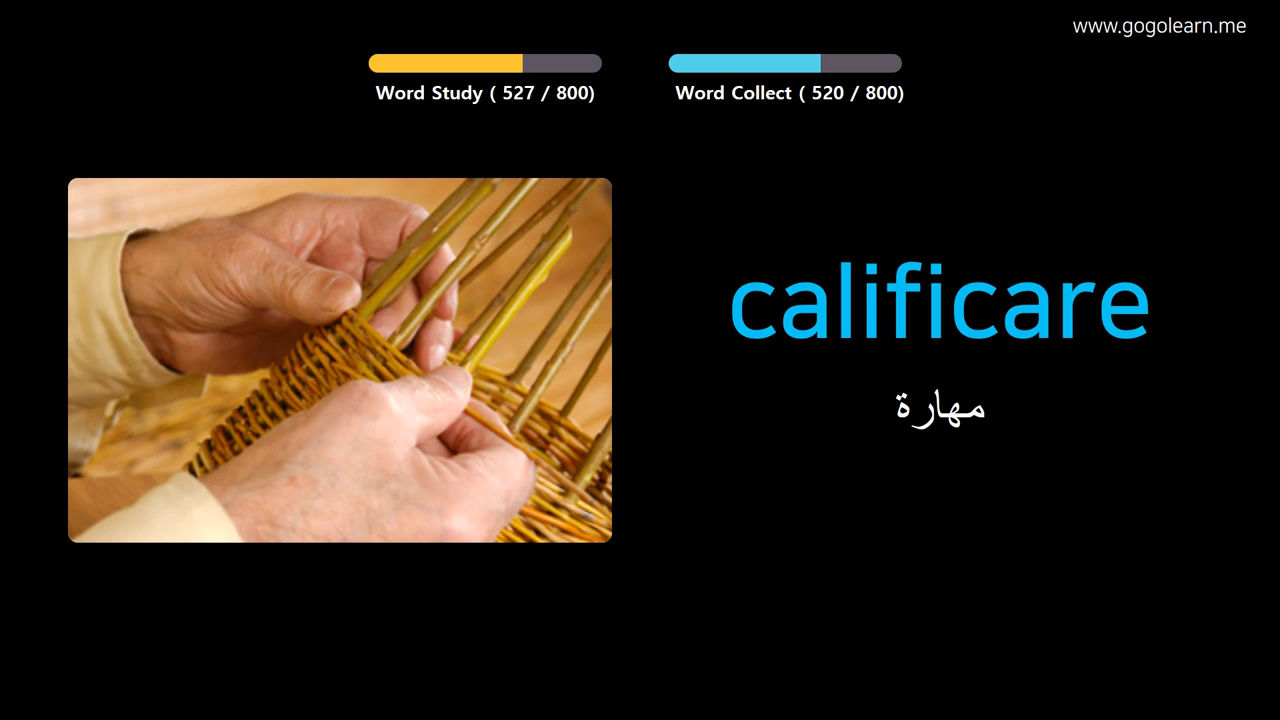 www.gogolearn.me
Word Study ( 527 / 800)
Word Collect ( 520 / 800)
calificare
مهارة